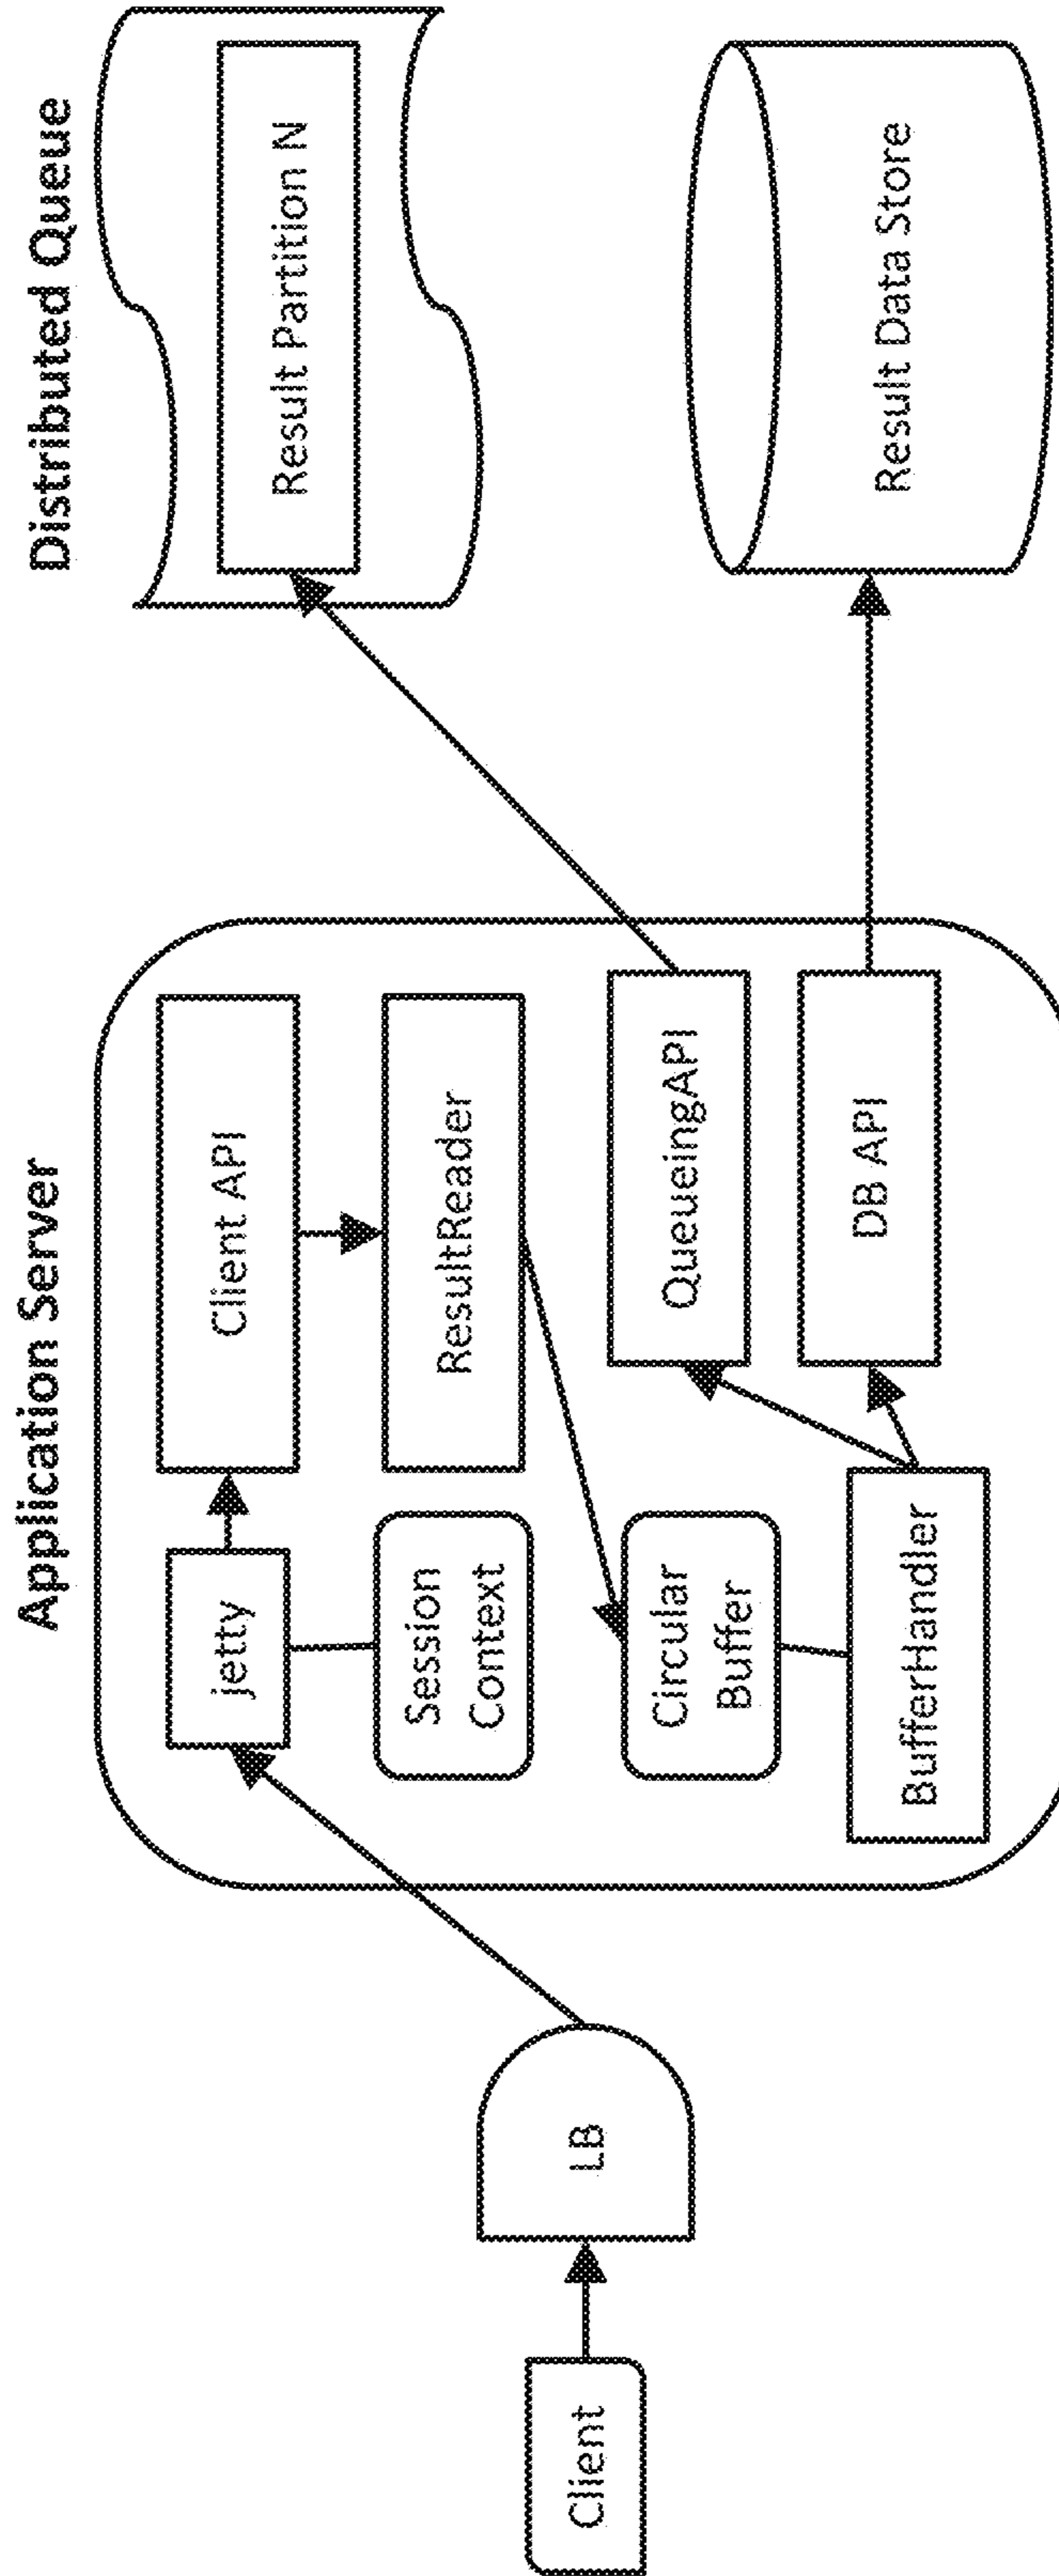 Application Server
Distributed Queue
Client
LB
jetty
Client API
Session
Context
ResultReader
Circular
Buffer
QueueingAPI
BufferHandler
DB API
Result Partition N
Result Data Store